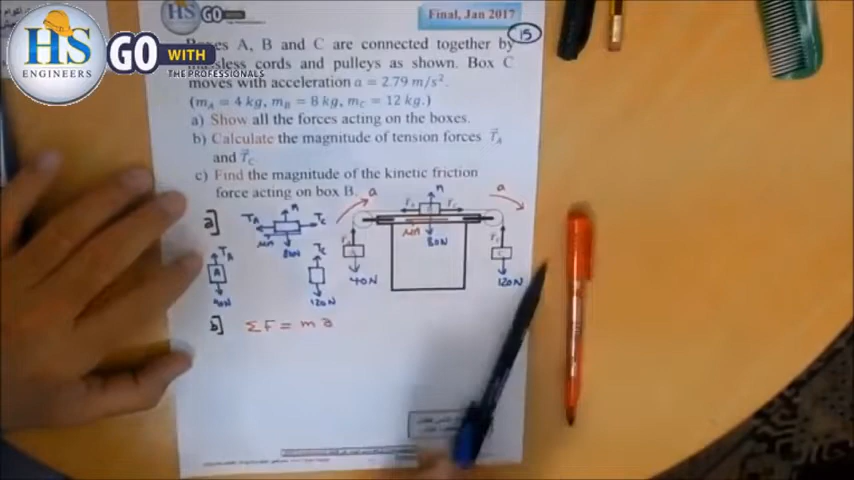 HS
ENGINEERS
GO WITH
THE PROFESSIONALS
HS GO
Final, Jan 2017
15
A, B and C are connected together by
cords and pulleys as shown. Box C
moves with acceleration a = 2.79 m/s².
(mA = 4 kg, mB = 8 kg, mC = 12 kg.)
a) Show all the forces acting on the boxes.
b) Calculate the magnitude of tension forces T⃗A
and T⃗C
c) Find the magnitude of the kinetic friction
force acting on box B.
a
n
a
a]
TA
n
TC
80N
TA
A
40N
TC
120N
80N
40N
120N
b] ΣF = ma